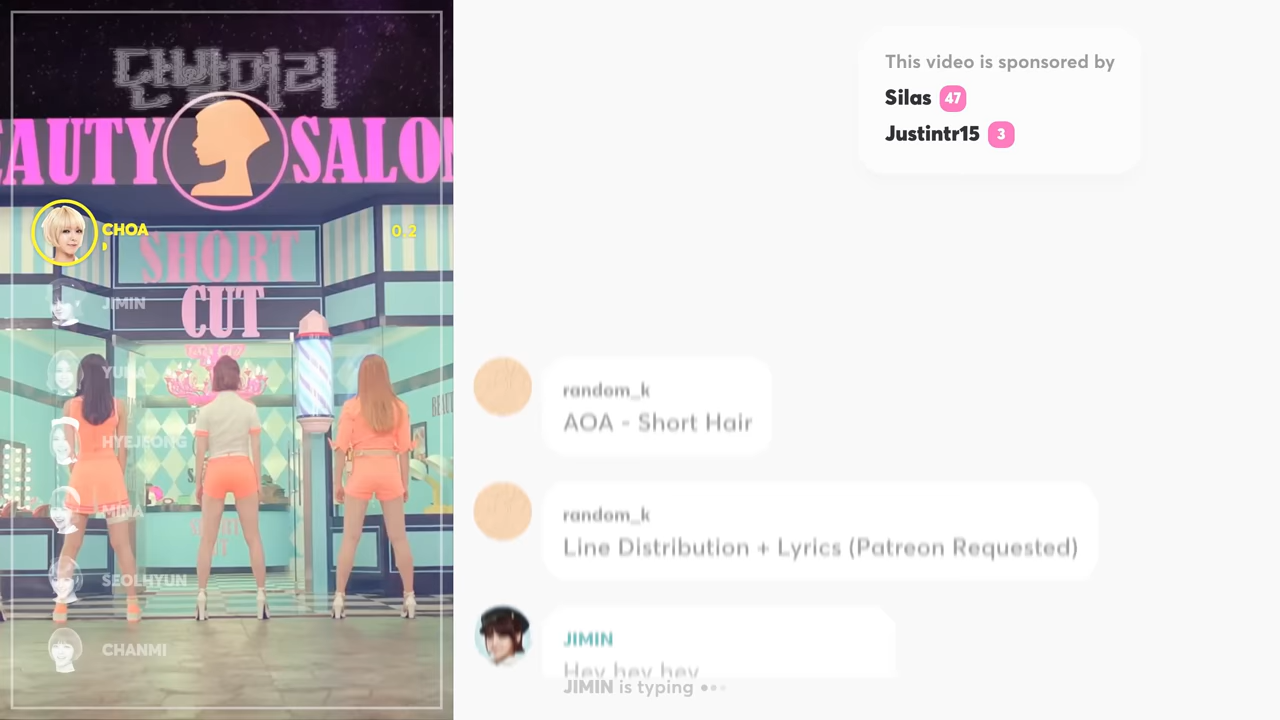 단발머리
EAUTY SALO
SHORT
CUT
CHOA
0.2
JIMIN
YUNA
HYEJEONG
MINA
SEOLHYUN
CHANMI
This video is sponsored by
Silas 47
Justintr15 3
random_k
AOA - Short Hair
random_k
Line Distribution + Lyrics (Patreon Requested)
JIMIN
Hey hey hey
JIMIN is typing